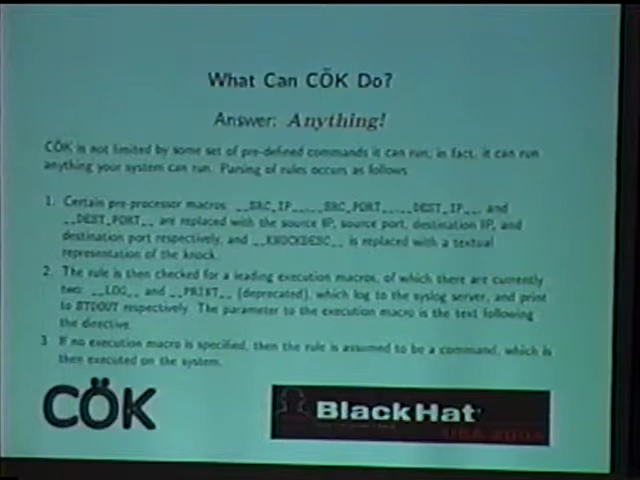 What Can CÖK Do?
Answer: Anything!
CÖK is not limited by some set of pre-defined commands it can run; in fact, it can run
anything your system can run. Parsing of rules occurs as follows
1. Certain pre-processor macros: __SRC_IP__, __SRC_PORT__, __DEST_IP__, and
__DEST_PORT__ are replaced with the source IP, source port, destination IP, and
destination port respectively, and __KNOCKDESC__ is replaced with a textual
representation of the knock.
2. The rule is then checked for a leading execution macros, of which there are currently
two: __LOG__ and __PRINT__ (deprecated), which log to the syslog server, and print
to STDOUT respectively. The parameter to the execution macro is the text following
the directive.
3 If no execution macro is specified, then the rule is assumed to be a command, which is
then executed on the system.
CÖK
Black Hat
USA 2004